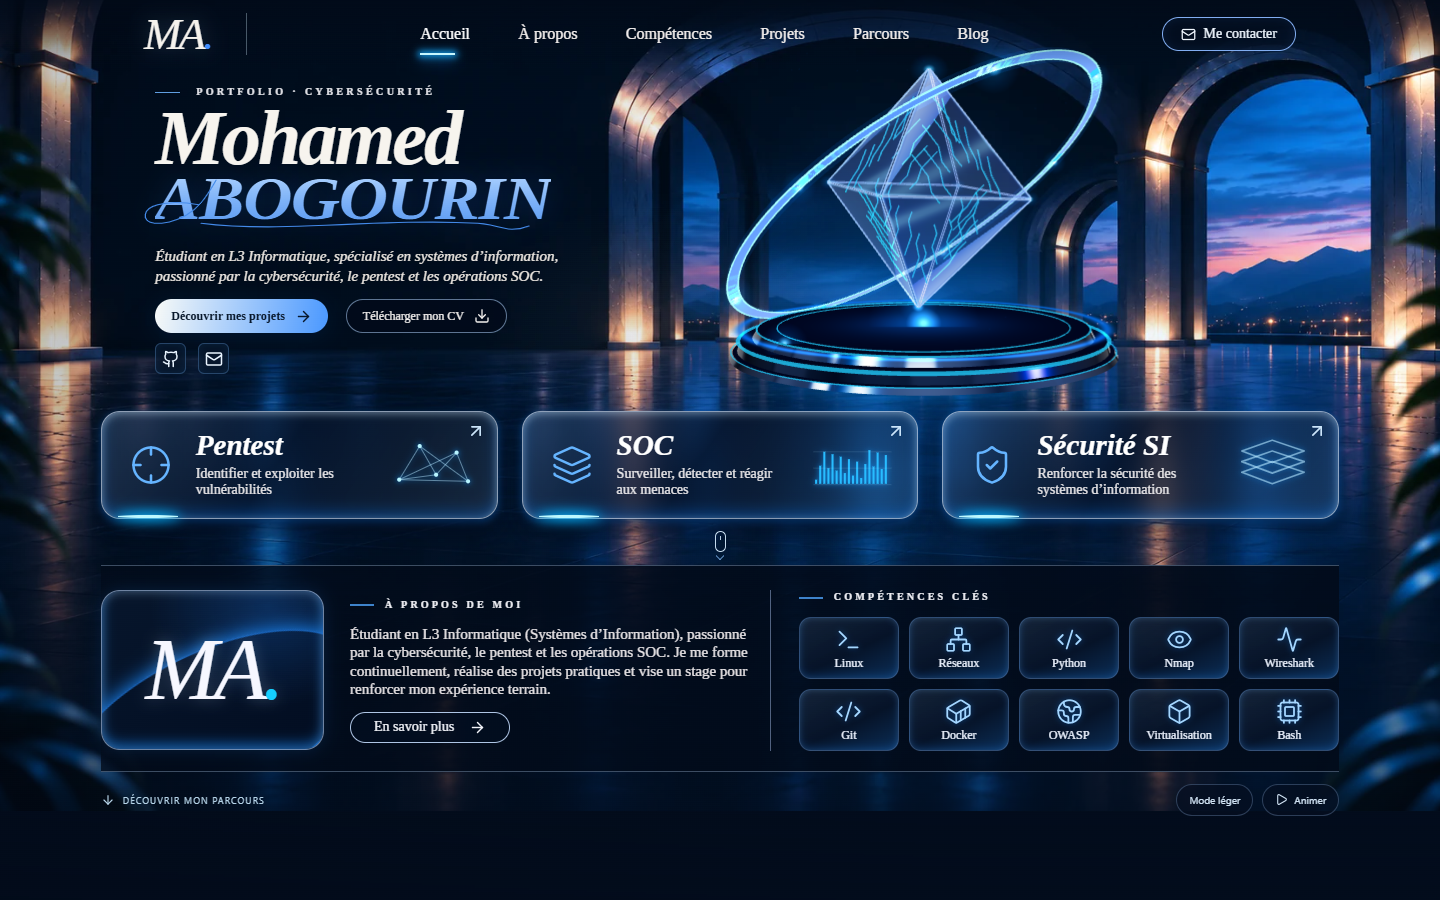 MA.
Accueil
À propos
Compétences
Projets
Parcours
Blog
Me contacter
PORTFOLIO · CYBERSÉCURITÉ
Mohamed
ABOGOURIN
Étudiant en L3 Informatique, spécialisé en systèmes d’information,
passionné par la cybersécurité, le pentest et les opérations SOC.
Découvrir mes projets
Télécharger mon CV
Pentest
Identifier et exploiter les
vulnérabilités
SOC
Surveiller, détecter et réagir
aux menaces
Sécurité SI
Renforcer la sécurité des
systèmes d’information
MA.
À PROPOS DE MOI
Étudiant en L3 Informatique (Systèmes d’Information), passionné
par la cybersécurité, le pentest et les opérations SOC. Je me forme
continuellement, réalise des projets pratiques et vise un stage pour
renforcer mon expérience terrain.
En savoir plus
COMPÉTENCES CLÉS
Linux
Réseaux
Python
Nmap
Wireshark
Git
Docker
OWASP
Virtualisation
Bash
DÉCOUVRIR MON PARCOURS
Mode léger
Animer